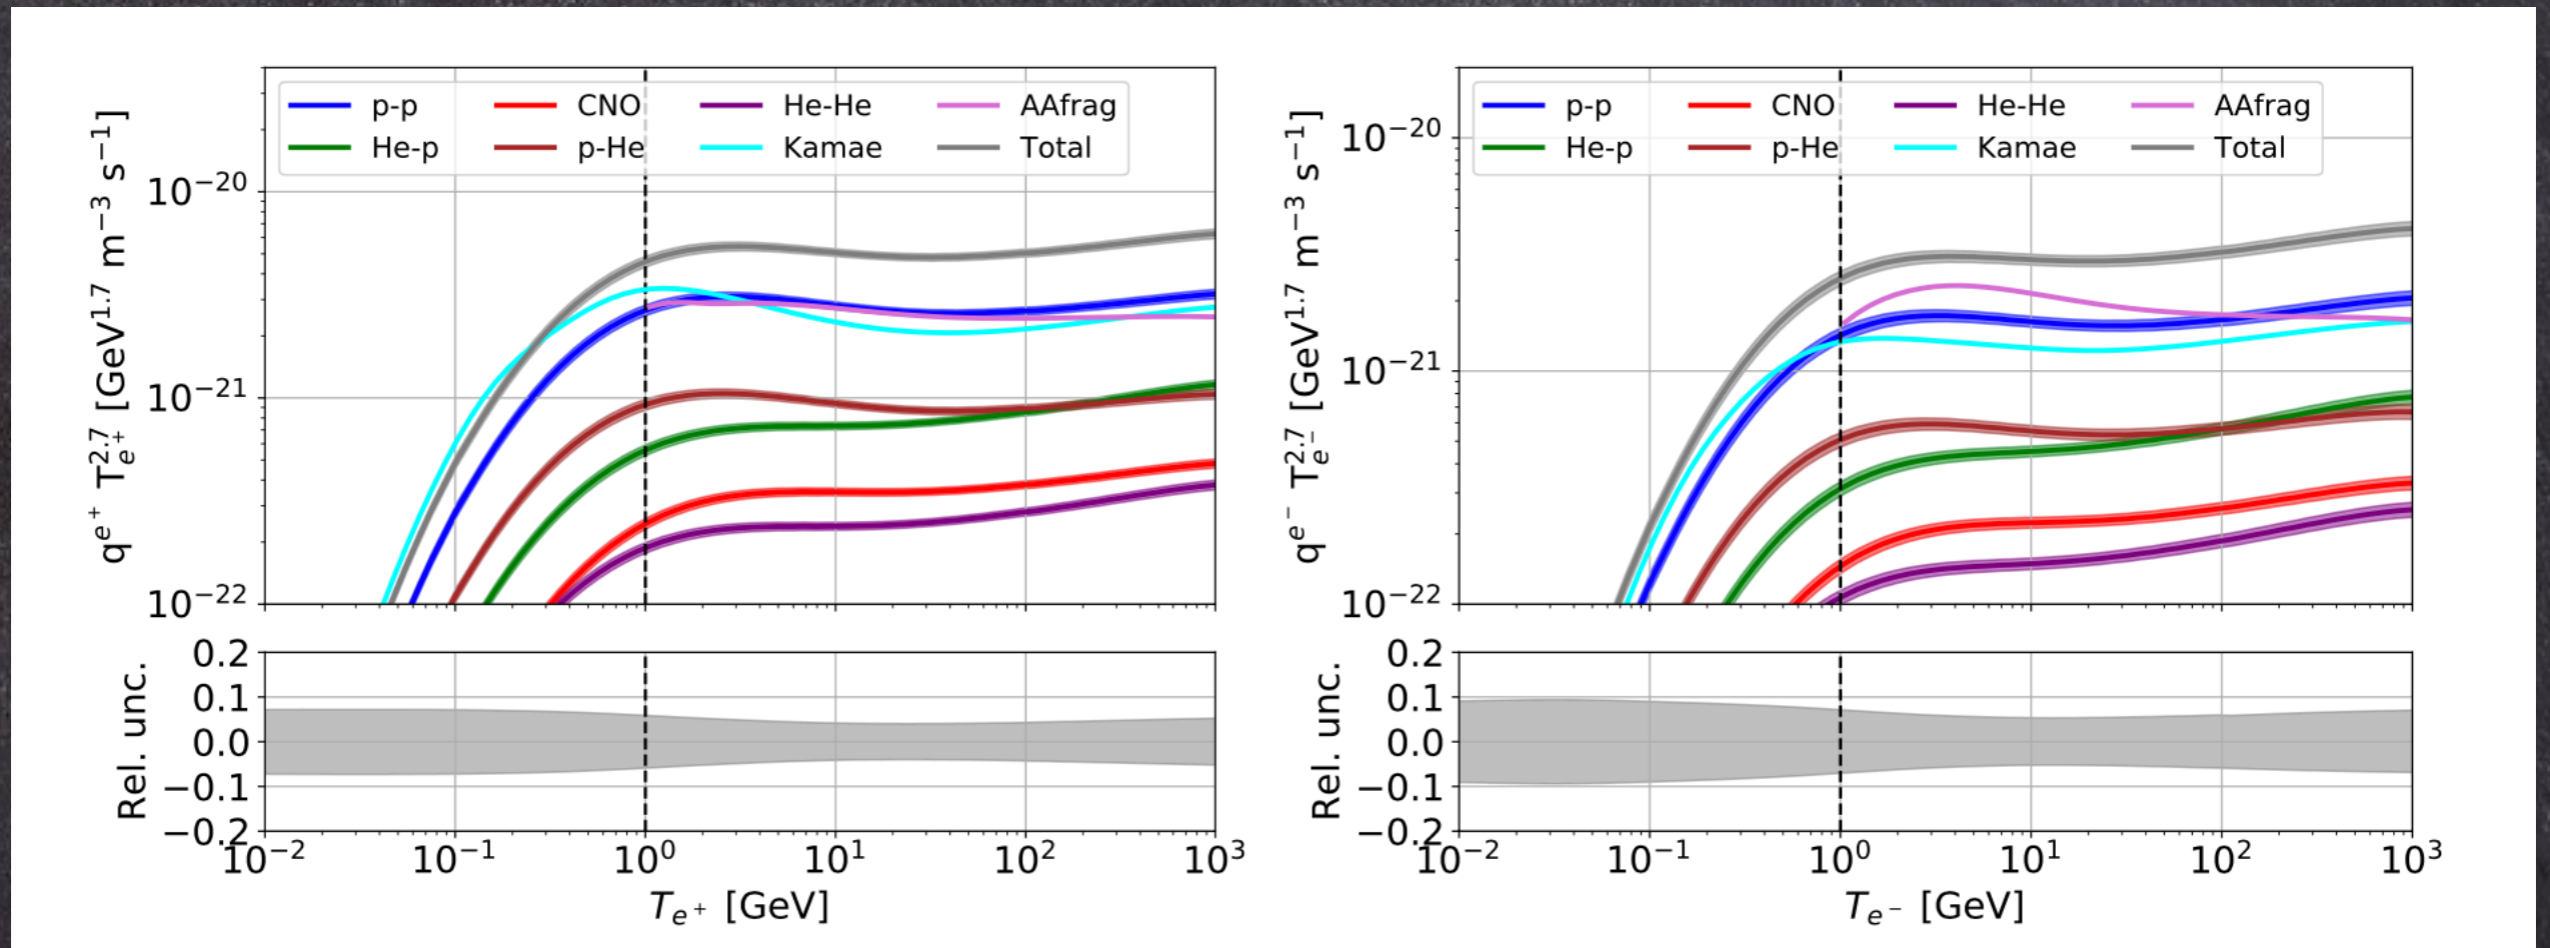 p-p CNO He-He AAfrag
He-p p-He Kamae Total
q^{e^+} T_{e^+}^{2.7} [GeV^{1.7} m^{−3} s^{−1}]
10^{−20}
10^{−21}
10^{−22}
Rel. unc.
0.2
0.1
0.0
−0.1
−0.2
10^{−2} 10^{−1} 10^{0} 10^{1} 10^{2} 10^{3}
T_{e^+} [GeV]
p-p CNO He-He AAfrag
He-p p-He Kamae Total
q^{e^−} T_{e^−}^{2.7} [GeV^{1.7} m^{−3} s^{−1}]
10^{−20}
10^{−21}
10^{−22}
Rel. unc.
0.2
0.1
0.0
−0.1
−0.2
10^{−2} 10^{−1} 10^{0} 10^{1} 10^{2} 10^{3}
T_{e^−} [GeV]